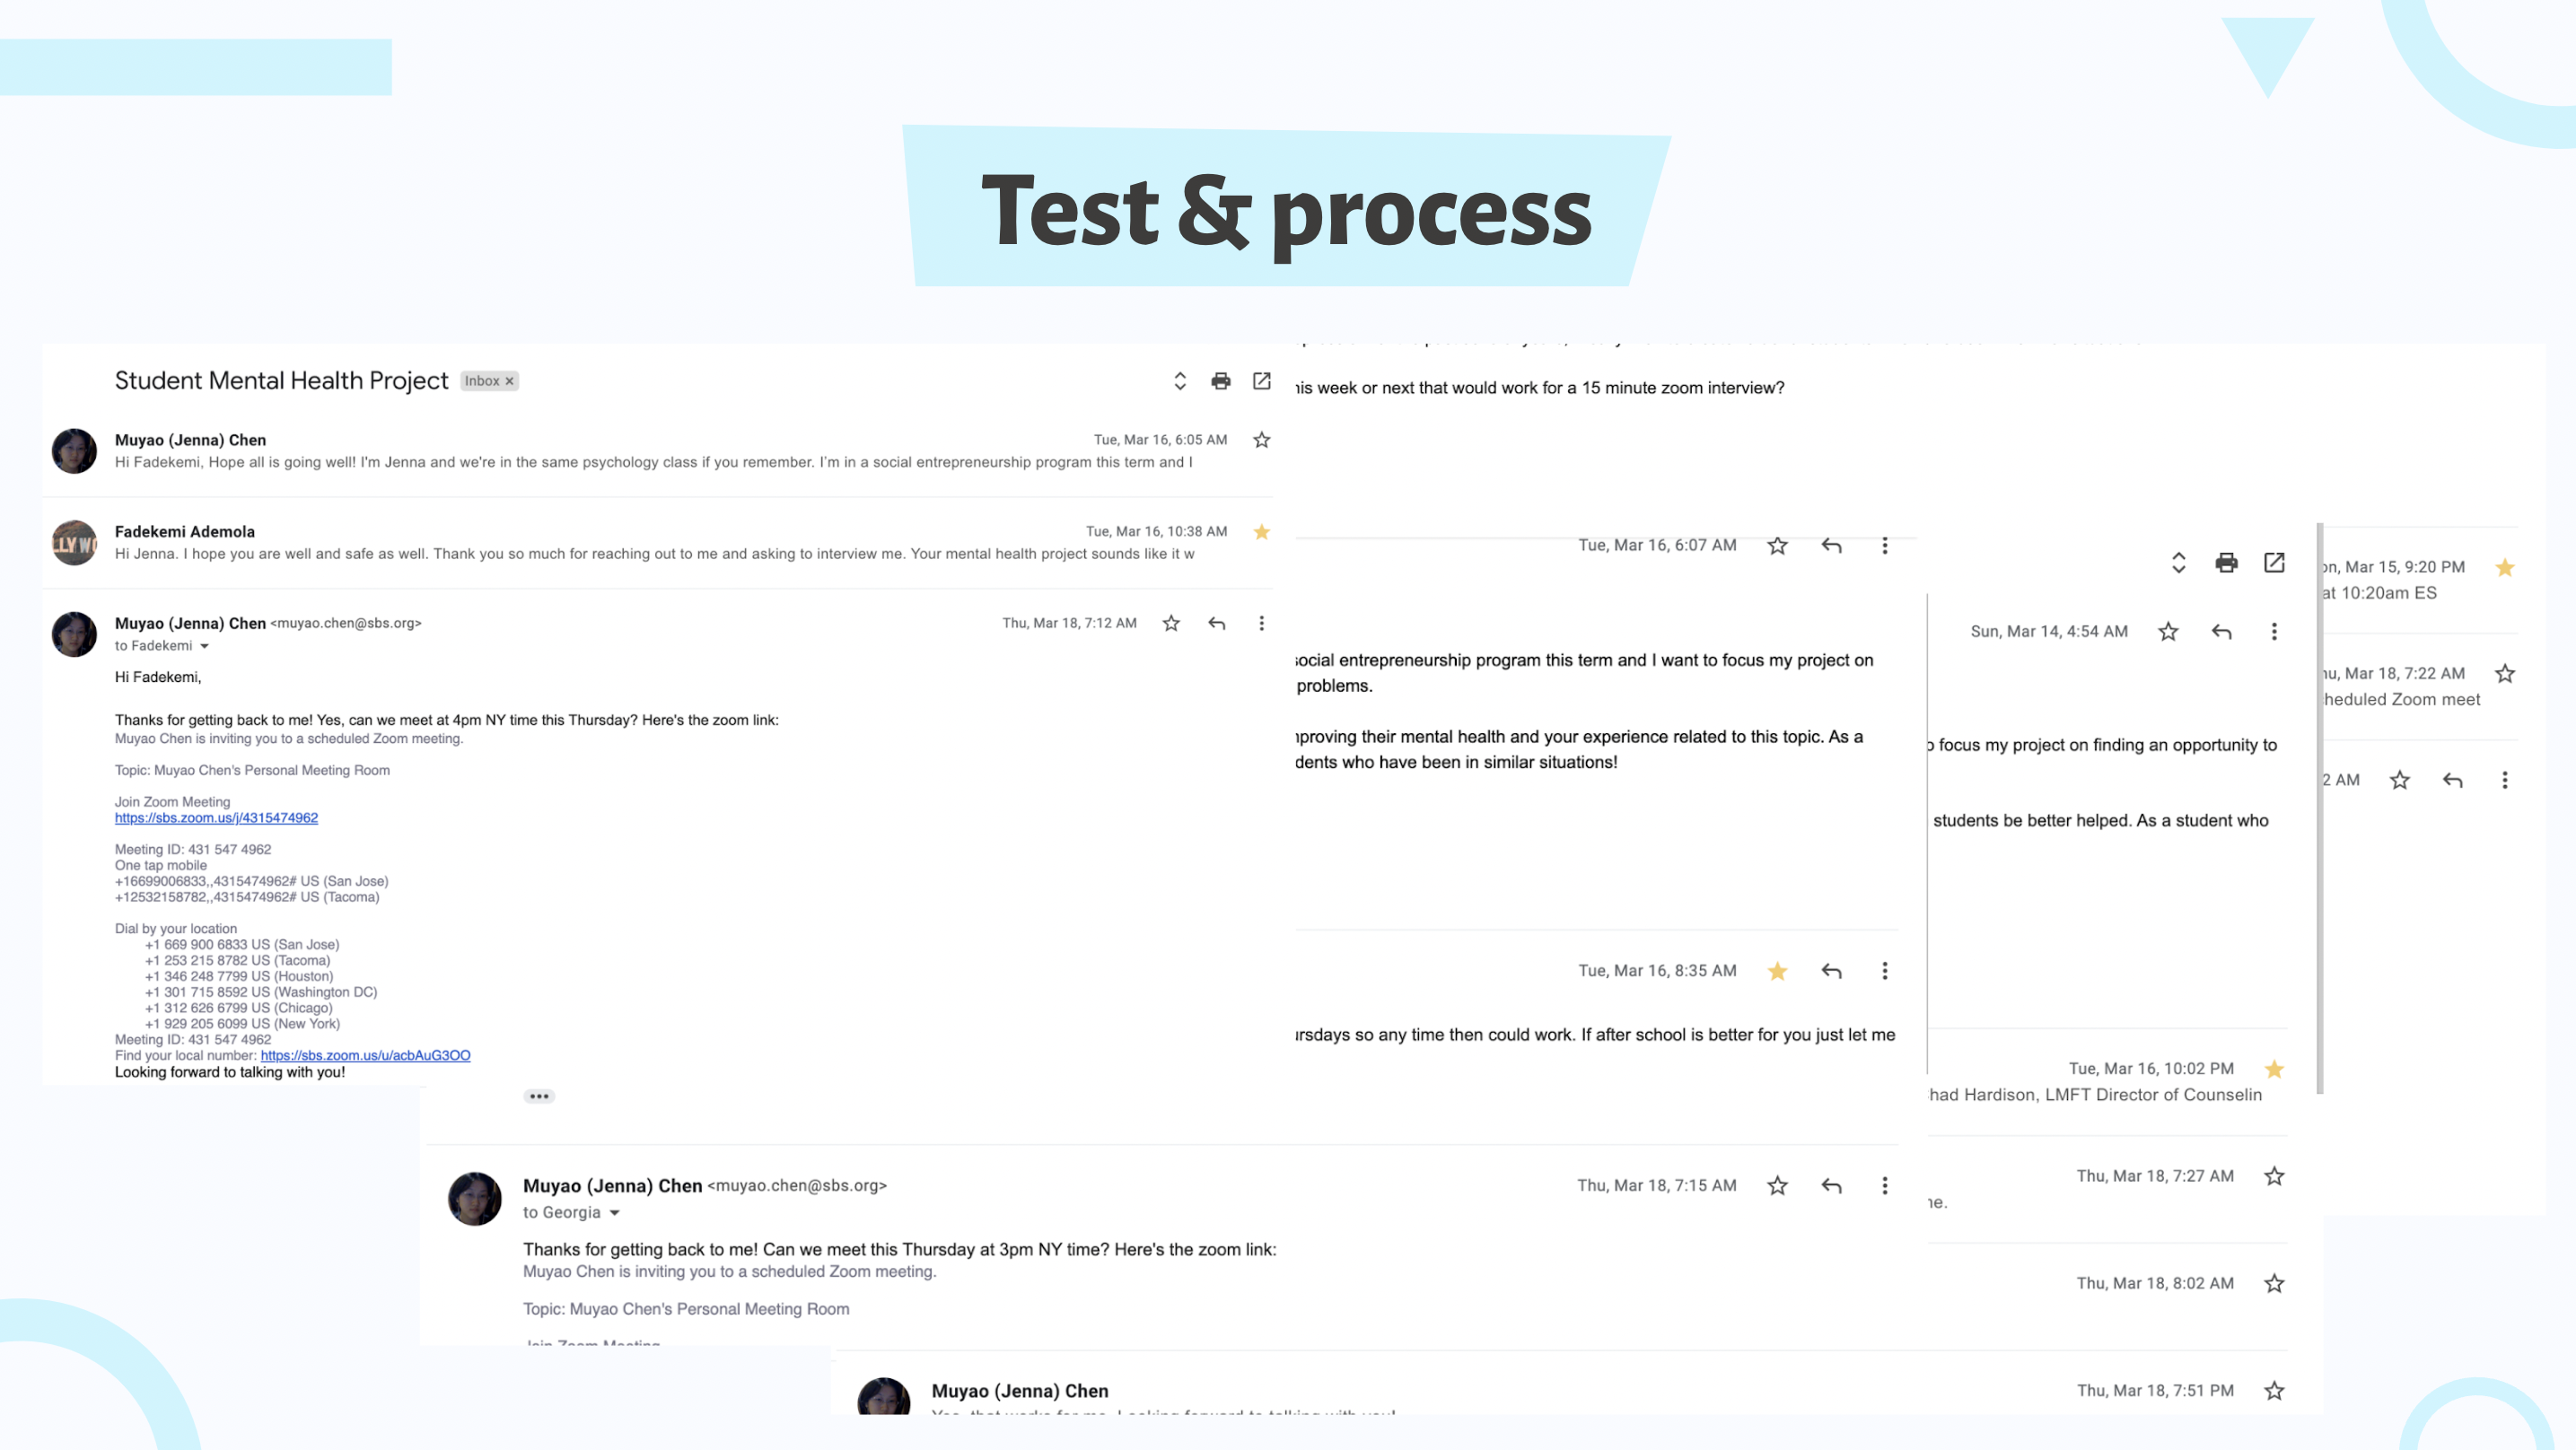 Test & process
Student Mental Health Project Inbox ×
Muyao (Jenna) Chen Tue, Mar 16, 6:05 AM
Hi Fadekemi, Hope all is going well! I'm Jenna and we're in the same psychology class if you remember. I'm in a social entrepreneurship program this term and I
Fadekemi Ademola Tue, Mar 16, 10:38 AM
Hi Jenna. I hope you are well and safe as well. Thank you so much for reaching out to me and asking to interview me. Your mental health project sounds like it w
Muyao (Jenna) Chen <muyao.chen@sbs.org> Thu, Mar 18, 7:12 AM
to Fadekemi
Hi Fadekemi,
Thanks for getting back to me! Yes, can we meet at 4pm NY time this Thursday? Here's the zoom link:
Muyao Chen is inviting you to a scheduled Zoom meeting.
Topic: Muyao Chen's Personal Meeting Room
Join Zoom Meeting
https://sbs.zoom.us/j/4315474962
Meeting ID: 431 547 4962
One tap mobile
+16699006833,,4315474962# US (San Jose)
+12532158782,,4315474962# US (Tacoma)
Dial by your location
+1 669 900 6833 US (San Jose)
+1 253 215 8782 US (Tacoma)
+1 346 248 7799 US (Houston)
+1 301 715 8592 US (Washington DC)
+1 312 626 6799 US (Chicago)
+1 929 205 6099 US (New York)
Meeting ID: 431 547 4962
Find your local number: https://sbs.zoom.us/u/acbAuG3OO
Looking forward to talking with you!
his week or next that would work for a 15 minute zoom interview?
Tue, Mar 16, 6:07 AM
social entrepreneurship program this term and I want to focus my project on
problems.
nproving their mental health and your experience related to this topic. As a
dents who have been in similar situations!
Tue, Mar 16, 8:35 AM
ursdays so any time then could work. If after school is better for you just let me
Muyao (Jenna) Chen <muyao.chen@sbs.org> Thu, Mar 18, 7:15 AM
to Georgia
Thanks for getting back to me! Can we meet this Thursday at 3pm NY time? Here's the zoom link:
Muyao Chen is inviting you to a scheduled Zoom meeting.
Topic: Muyao Chen's Personal Meeting Room
Join Zoom Meeting
Sun, Mar 14, 4:54 AM
o focus my project on finding an opportunity to
students be better helped. As a student who
Tue, Mar 16, 10:02 PM
had Hardison, LMFT Director of Counselin
Thu, Mar 18, 7:27 AM
ne.
Thu, Mar 18, 8:02 AM
Muyao (Jenna) Chen Thu, Mar 18, 7:51 PM
Yes, that works for me. Looking forward to talking with you!
on, Mar 15, 9:20 PM
at 10:20am ES
hu, Mar 18, 7:22 AM
heduled Zoom meet
2 AM